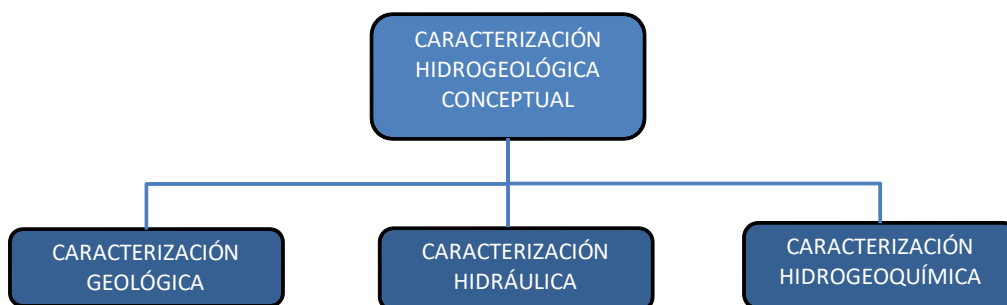 CARACTERIZACIÓN
HIDROGEOLÓGICA
CONCEPTUAL
CARACTERIZACIÓN
GEOLÓGICA
CARACTERIZACIÓN
HIDRÁULICA
CARACTERIZACIÓN
HIDROGEOQUÍMICA